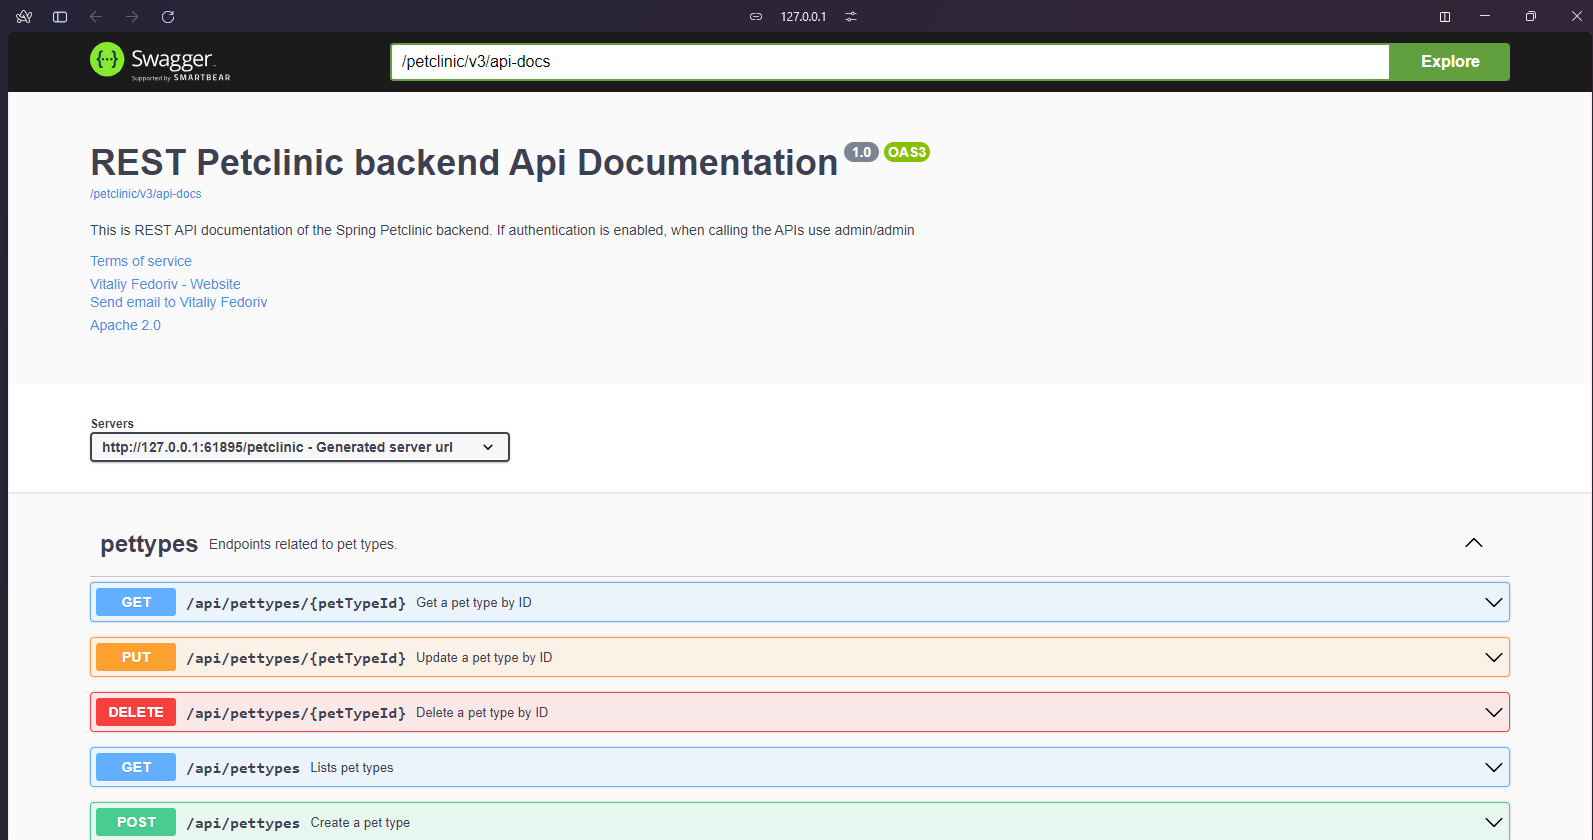 127.0.0.1
{···} Swagger.
Supported by SMARTBEAR
/petclinic/v3/api-docs
Explore
REST Petclinic backend Api Documentation 1.0 OAS3
/petclinic/v3/api-docs
This is REST API documentation of the Spring Petclinic backend. If authentication is enabled, when calling the APIs use admin/admin
Terms of service
Vitaliy Fedoriv - Website
Send email to Vitaliy Fedoriv
Apache 2.0
Servers
http://127.0.0.1:61895/petclinic - Generated server url
pettypes Endpoints related to pet types.
GET /api/pettypes/{petTypeId} Get a pet type by ID
PUT /api/pettypes/{petTypeId} Update a pet type by ID
DELETE /api/pettypes/{petTypeId} Delete a pet type by ID
GET /api/pettypes Lists pet types
POST /api/pettypes Create a pet type